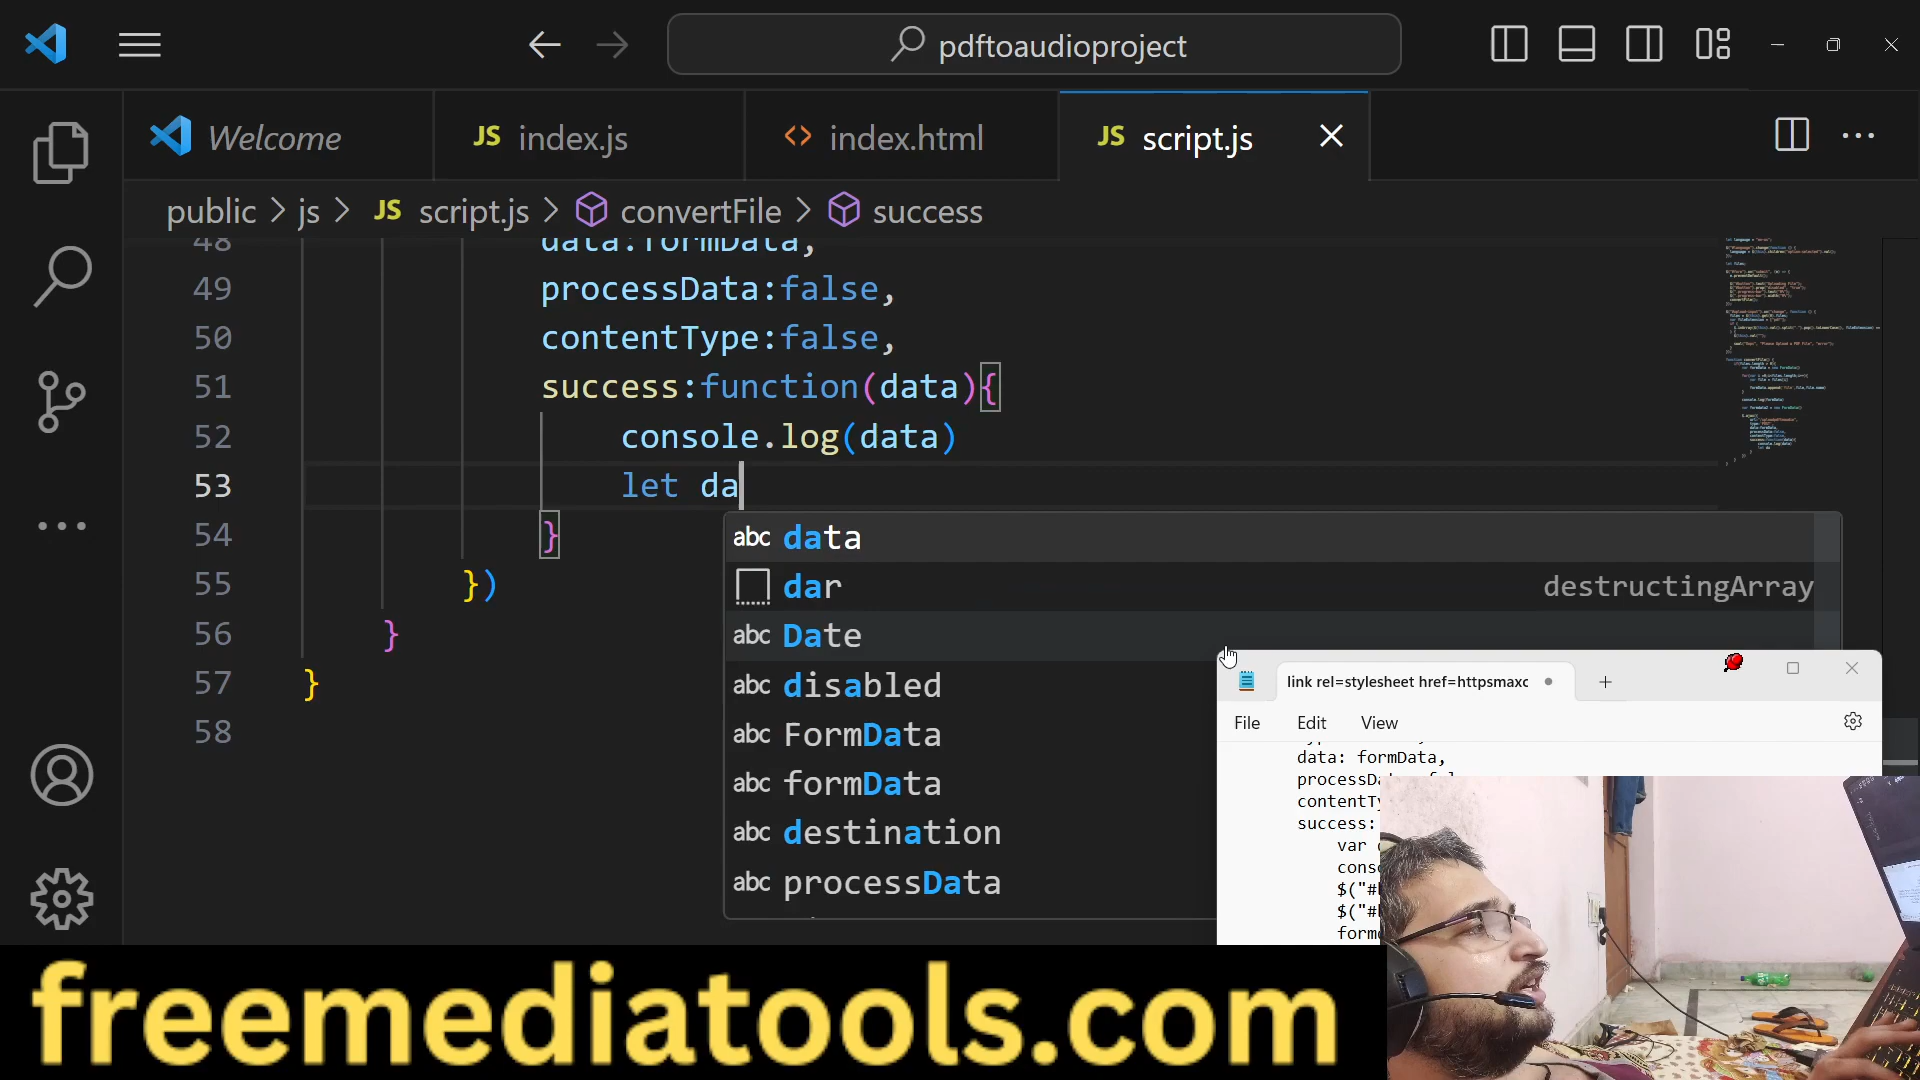 pdftoaudioproject
Welcome
JS index.js
<> index.html
JS script.js
public > js > JS script.js > convertFile > success
48 data:formData,
49 processData:false,
50 contentType:false,
51 success:function(data){
52 console.log(data)
53 let da
54 }
55 })
56 }
57 }
58
abc data
dar destructingArray
abc Date
abc disabled
abc FormData
abc formData
abc destination
abc processData
link rel=stylesheet href=httpsmaxc
File Edit View
data: formData,
success:
var
$("#
$("#
freemediatools.com